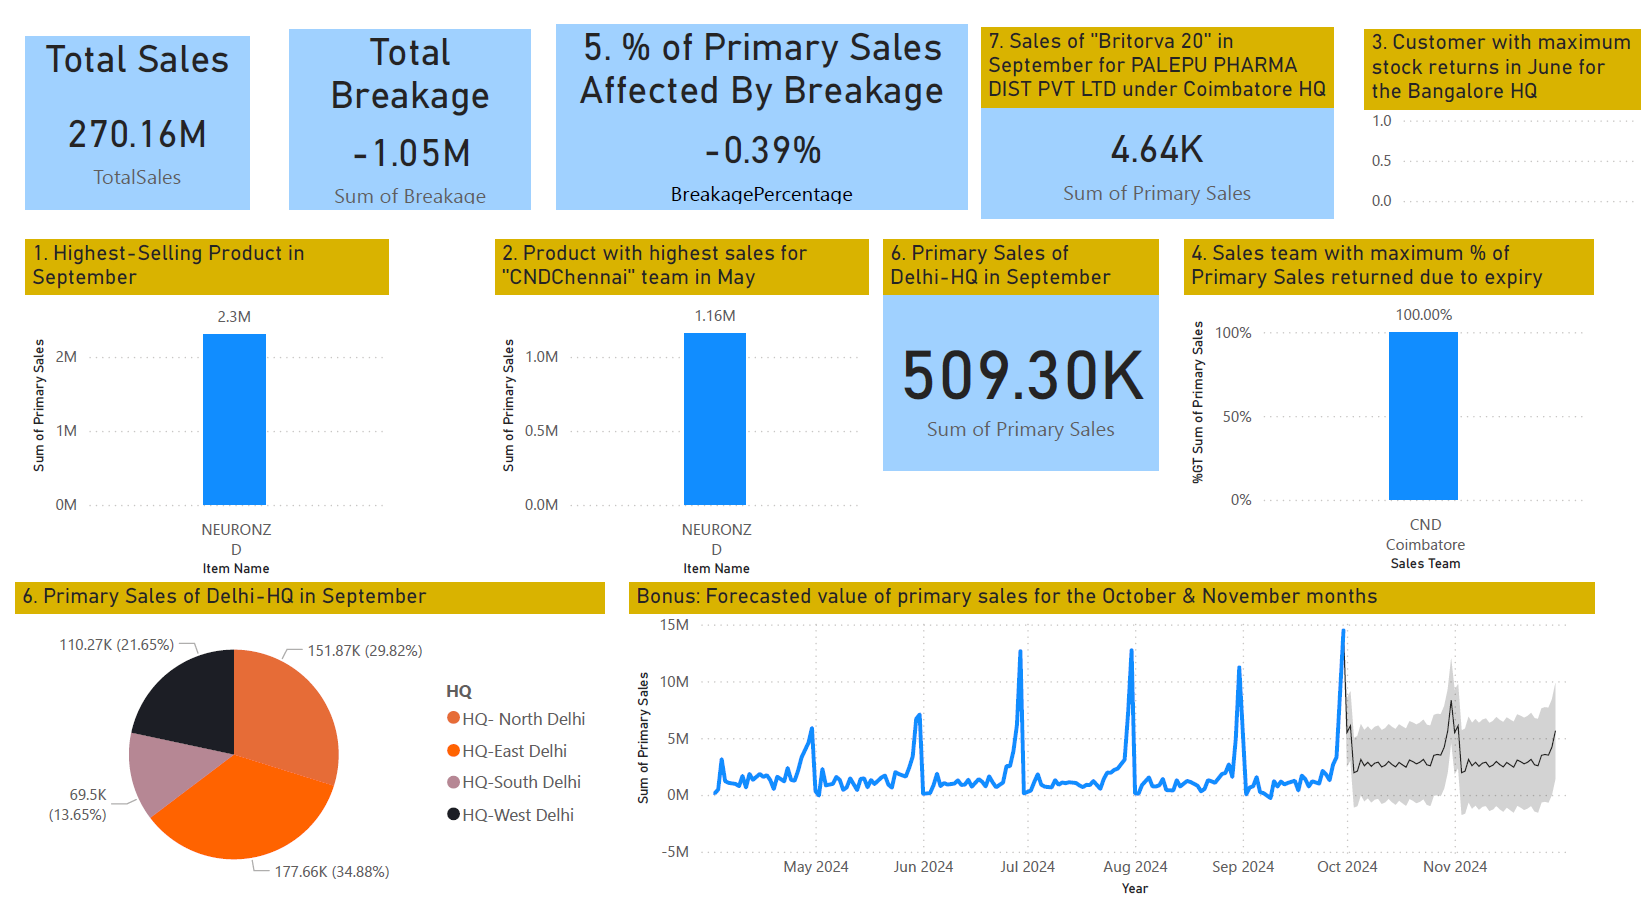 Total Sales
270.16M
TotalSales
Total
Breakage
-1.05M
Sum of Breakage
5. % of Primary Sales
Affected By Breakage
-0.39%
BreakagePercentage
7. Sales of "Britorva 20" in
September for PALEPU PHARMA
DIST PVT LTD under Coimbatore HQ
4.64K
Sum of Primary Sales
3. Customer with maximum
stock returns in June for
the Bangalore HQ
1.0
0.5
0.0
1. Highest-Selling Product in
September
2.3M
2M
1M
0M
Sum of Primary Sales
NEURONZ
D
Item Name
2. Product with highest sales for
"CNDChennai" team in May
1.16M
1.0M
0.5M
0.0M
Sum of Primary Sales
NEURONZ
D
Item Name
6. Primary Sales of
Delhi-HQ in September
509.30K
Sum of Primary Sales
4. Sales team with maximum % of
Primary Sales returned due to expiry
100.00%
100%
50%
0%
%GT Sum of Primary Sales
CND
Coimbatore
Sales Team
6. Primary Sales of Delhi-HQ in September
110.27K (21.65%)
151.87K (29.82%)
69.5K
(13.65%)
177.66K (34.88%)
HQ
HQ- North Delhi
HQ-East Delhi
HQ-South Delhi
HQ-West Delhi
Bonus: Forecasted value of primary sales for the October & November months
15M
10M
5M
0M
-5M
Sum of Primary Sales
May 2024
Jun 2024
Jul 2024
Aug 2024
Sep 2024
Oct 2024
Nov 2024
Year